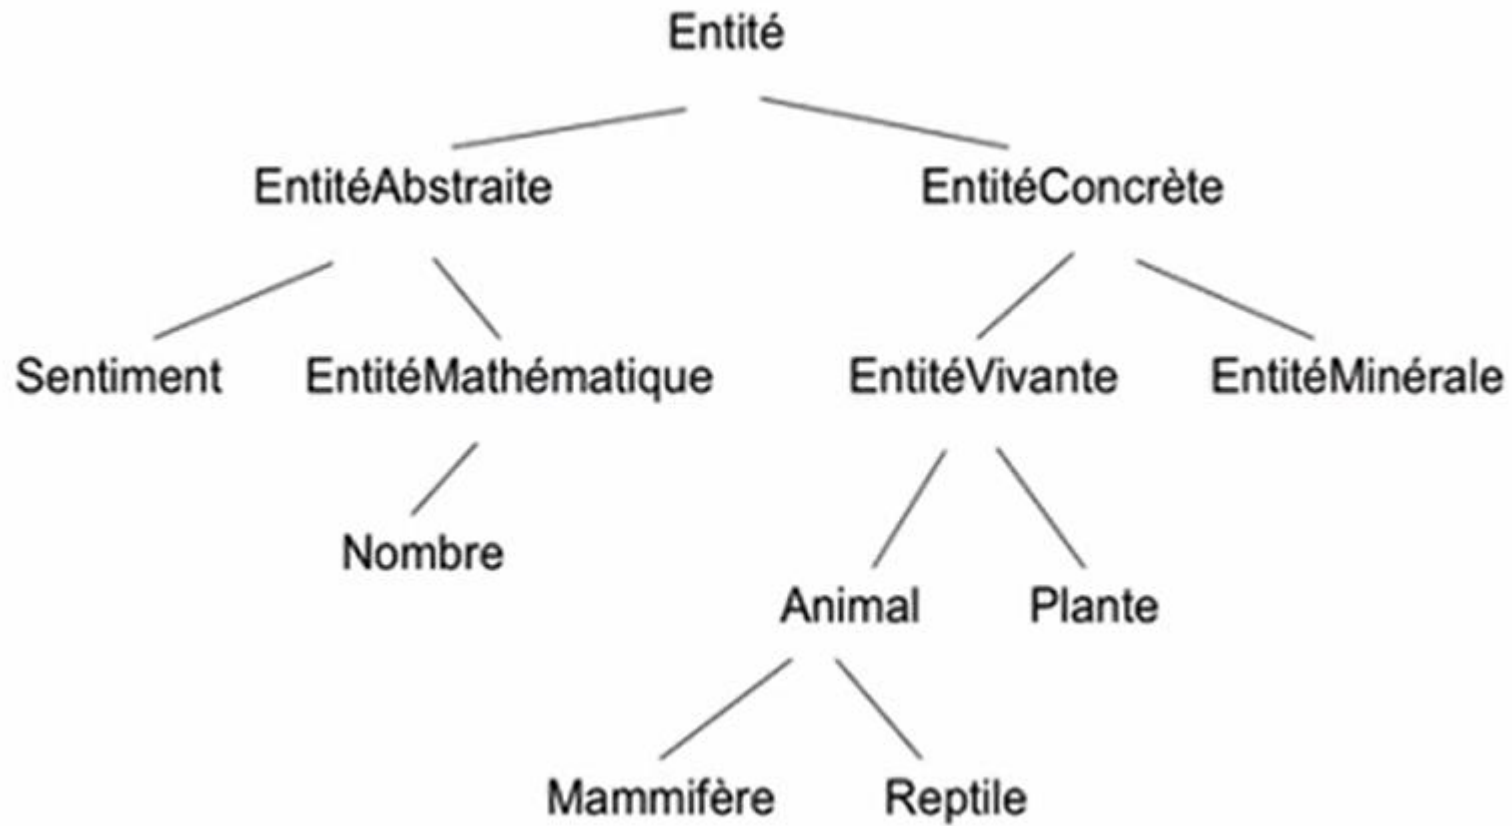 Entité
EntitéAbstraite
EntitéConcrète
Sentiment
EntitéMathématique
EntitéVivante
EntitéMinérale
Nombre
Animal
Plante
Mammifère
Reptile